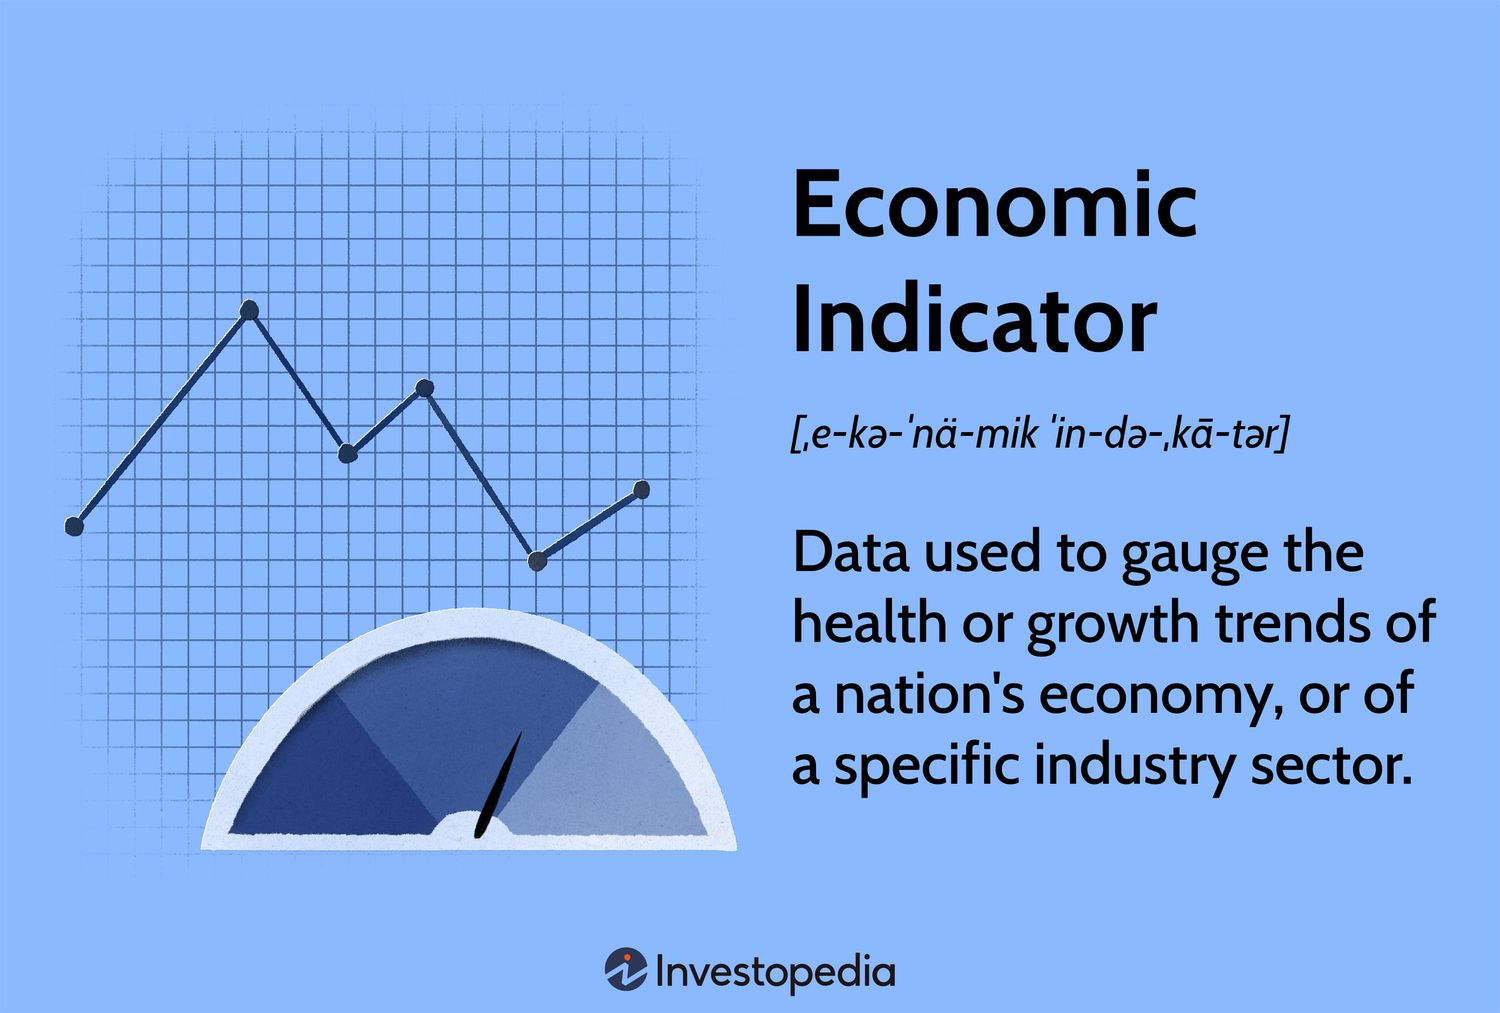 Economic
Indicator
[ˌe-kə-ˈnä-mik ˈin-də-ˌkā-tər]
Data used to gauge the
health or growth trends of
a nation's economy, or of
a specific industry sector.
Investopedia